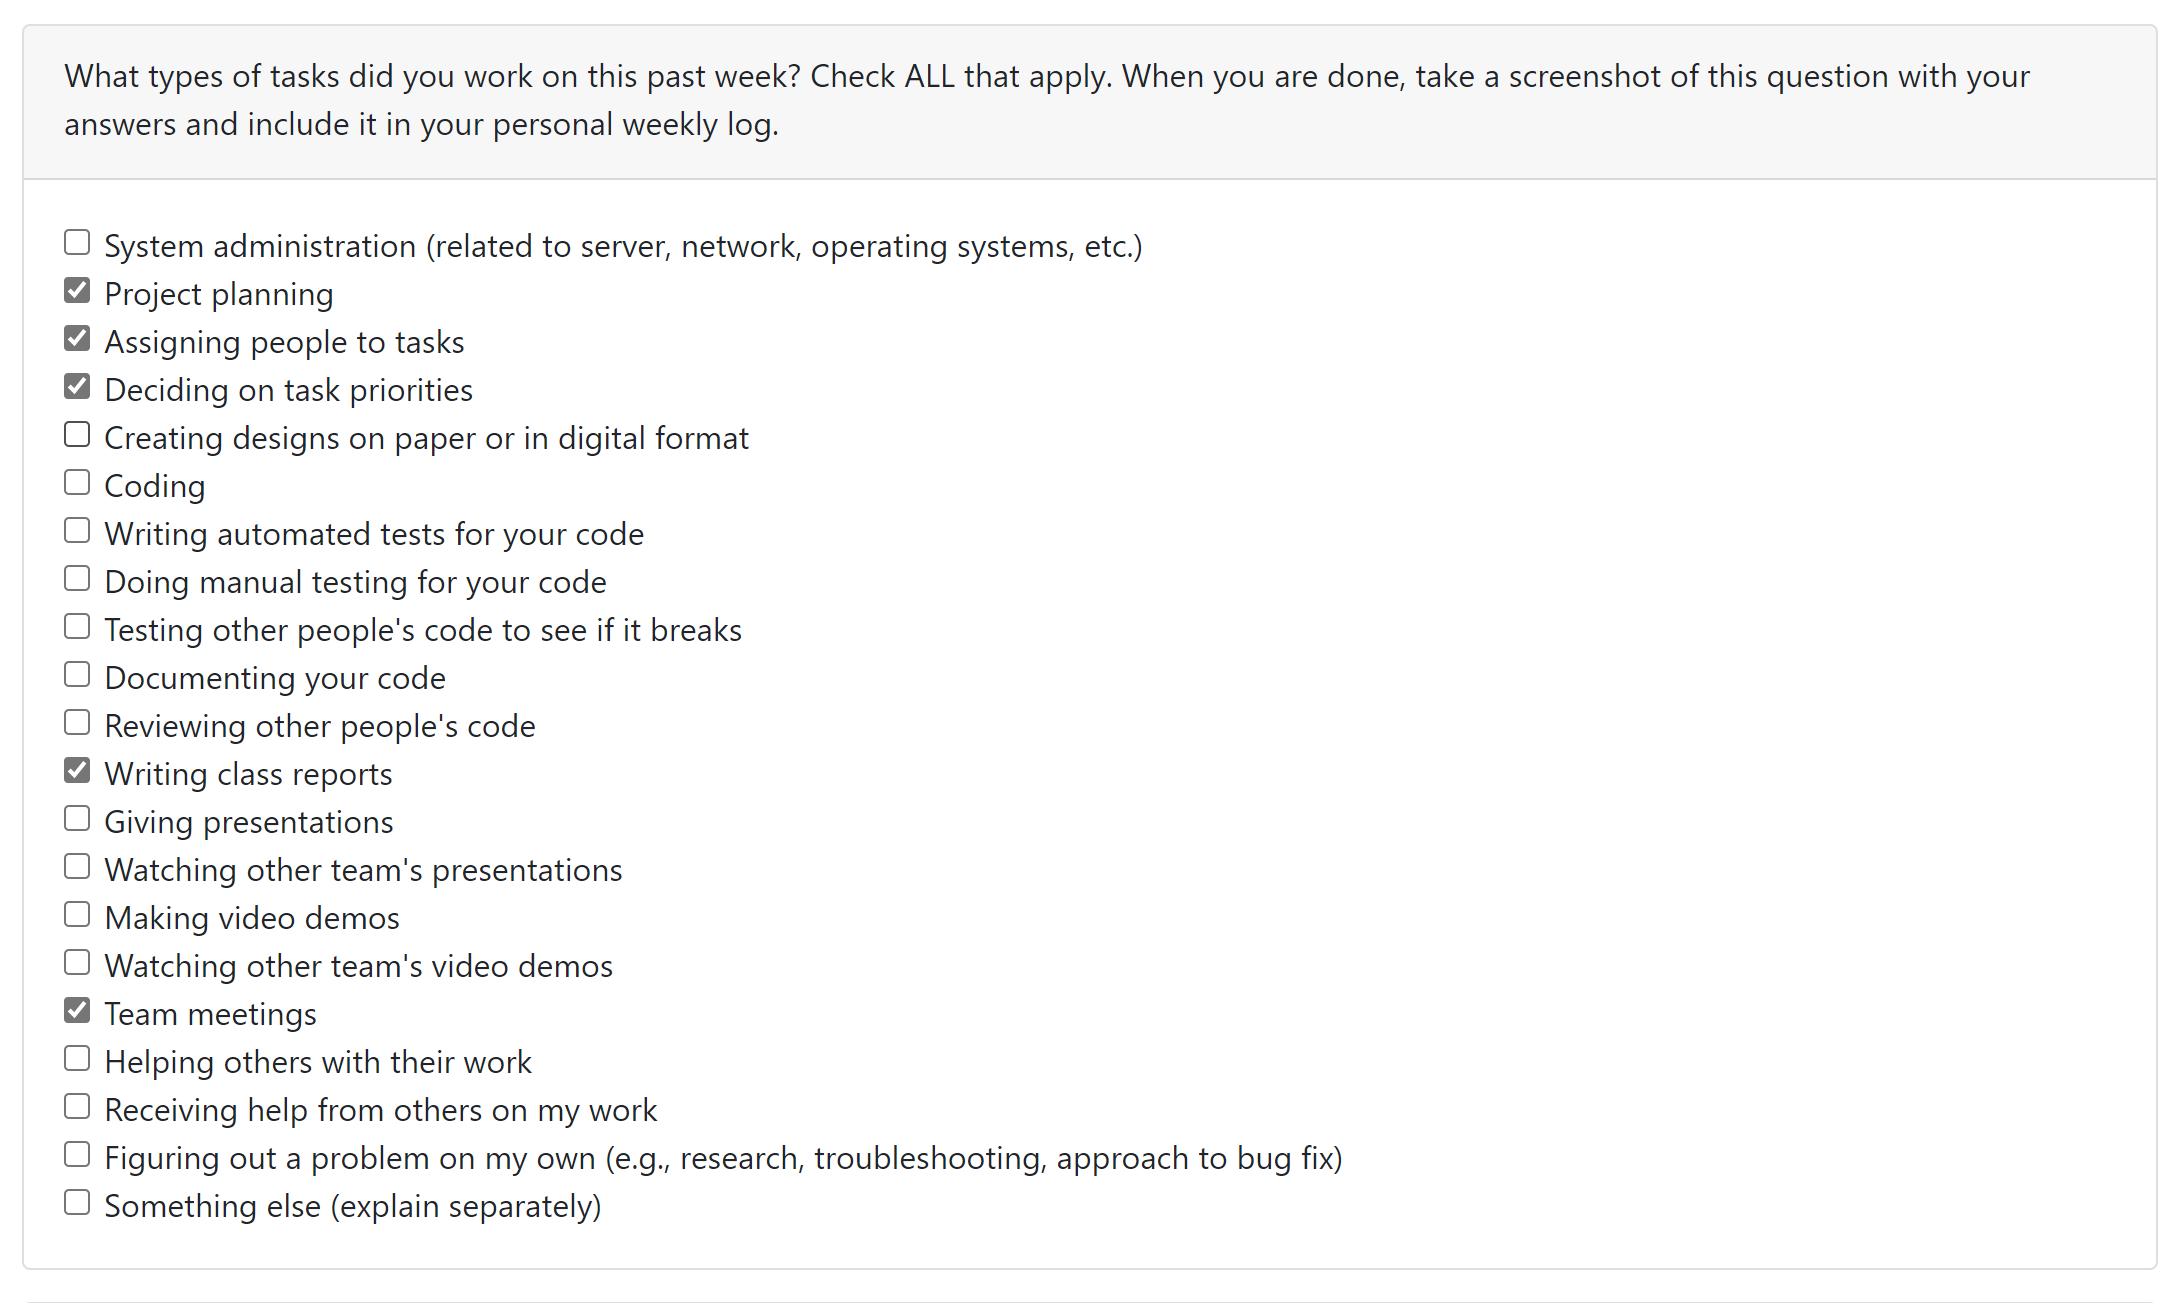 What types of tasks did you work on this past week? Check ALL that apply. When you are done, take a screenshot of this question with your
answers and include it in your personal weekly log.
System administration (related to server, network, operating systems, etc.)
Project planning
Assigning people to tasks
Deciding on task priorities
Creating designs on paper or in digital format
Coding
Writing automated tests for your code
Doing manual testing for your code
Testing other people's code to see if it breaks
Documenting your code
Reviewing other people's code
Writing class reports
Giving presentations
Watching other team's presentations
Making video demos
Watching other team's video demos
Team meetings
Helping others with their work
Receiving help from others on my work
Figuring out a problem on my own (e.g., research, troubleshooting, approach to bug fix)
Something else (explain separately)